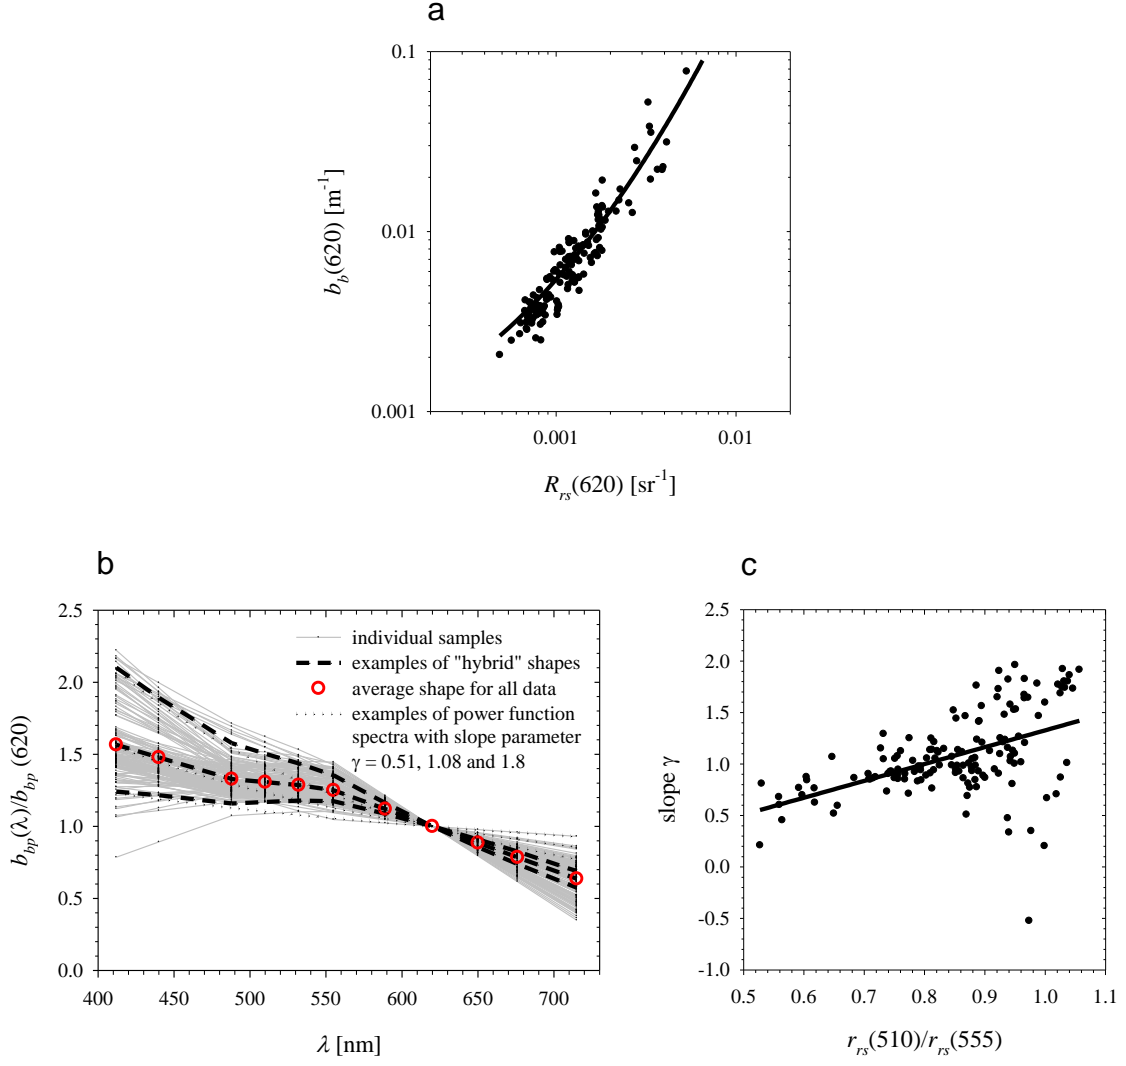 a
0.1
0.01
0.001
b_b(620) [m^-1]
0.001 0.01
R_rs(620) [sr^-1]
b
2.5
2.0
1.5
1.0
0.5
0.0
b_bp(λ)/b_bp (620)
individual samples
examples of "hybrid" shapes
average shape for all data
examples of power function
spectra with slope parameter
γ = 0.51, 1.08 and 1.8
400 450 500 550 600 650 700
λ [nm]
c
2.5
2.0
1.5
1.0
0.5
0.0
-0.5
-1.0
slope γ
0.5 0.6 0.7 0.8 0.9 1.0 1.1
r_rs(510)/r_rs(555)